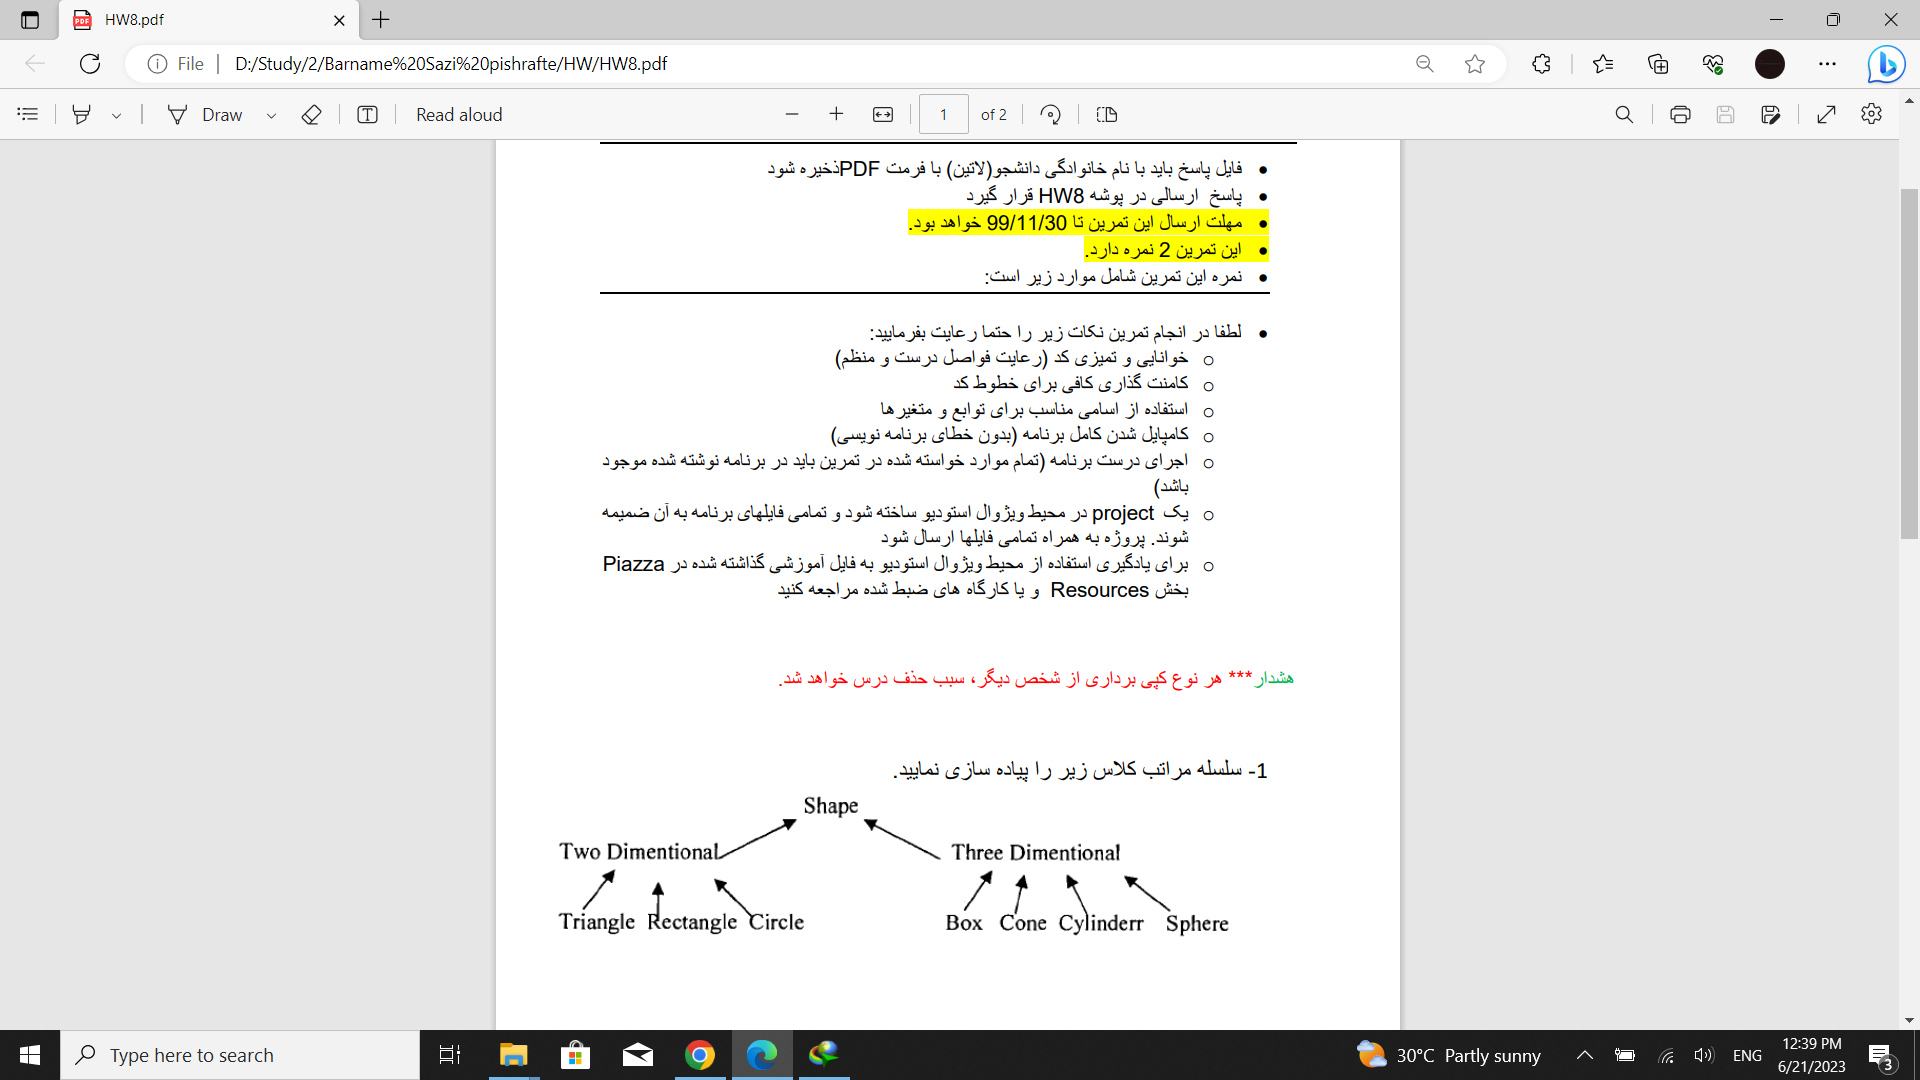 HW8.pdf
File
D:/Study/2/Barname%20Sazi%20pishrafte/HW/HW8.pdf
Draw
Read aloud
1
of 2
فایل پاسخ باید با نام خانوادگی دانشجو(لاتین) با فرمت PDFذخیره شود
پاسخ ارسالی در پوشه HW8 قرار گیرد
مهلت ارسال این تمرین تا 99/11/30 خواهد بود.
این تمرین 2 نمره دارد.
نمره این تمرین شامل موارد زیر است:
لطفا در انجام تمرین نکات زیر را حتما رعایت بفرمایید:
خوانایی و تمیزی کد (رعایت فواصل درست و منظم)
کامنت گذاری کافی برای خطوط کد
استفاده از اسامی مناسب برای توابع و متغیرها
کامپایل شدن کامل برنامه (بدون خطای برنامه نویسی)
اجرای درست برنامه (تمام موارد خواسته شده در تمرین باید در برنامه نوشته شده موجود
باشد)
یک project در محیط ویژوال استودیو ساخته شود و تمامی فایلهای برنامه به آن ضمیمه
شوند. پروژه به همراه تمامی فایلها ارسال شود
برای یادگیری استفاده از محیط ویژوال استودیو به فایل آموزشی گذاشته شده در Piazza
بخش Resources و یا کارگاه های ضبط شده مراجعه کنید
هشدار*** هر نوع کپی برداری از شخص دیگر، سبب حذف درس خواهد شد.
1- سلسله مراتب کلاس زیر را پیاده سازی نمایید.
Shape
Two Dimentional Three Dimentional
Triangle Rectangle Circle Box Cone Cylinderr Sphere
Type here to search
30°C Partly sunny
ENG
12:39 PM
6/21/2023
3